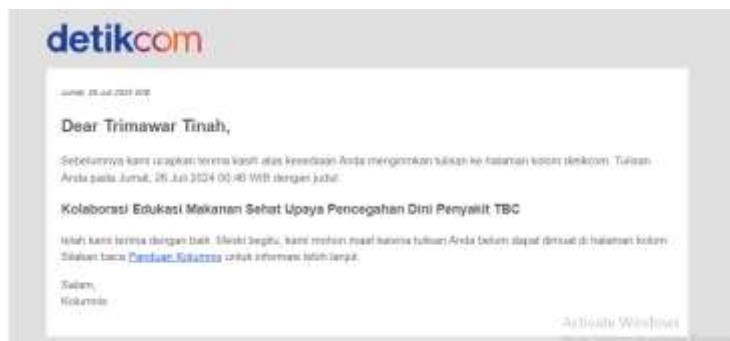 detikcom
Dear Trimawar Tinah,
Sebelumnya kami ucapkan terima kasih atas kesediaan Anda mengirimkan tulisan ke halaman kolom detikcom. Tulisan
Anda pada Jumat, 26 Juli 2024 00:46 WIB dengan judul:
Kolaborasi Edukasi Makanan Sehat Upaya Pencegahan Dini Penyakit TBC
telah kami terima dengan baik. Meski begitu, kami mohon maaf karena tulisan Anda belum dapat dimuat di halaman kolom.
Silakan baca Panduan Kolumnis untuk informasi lebih lanjut.
Salam,
Kolumnis
Activate Windows